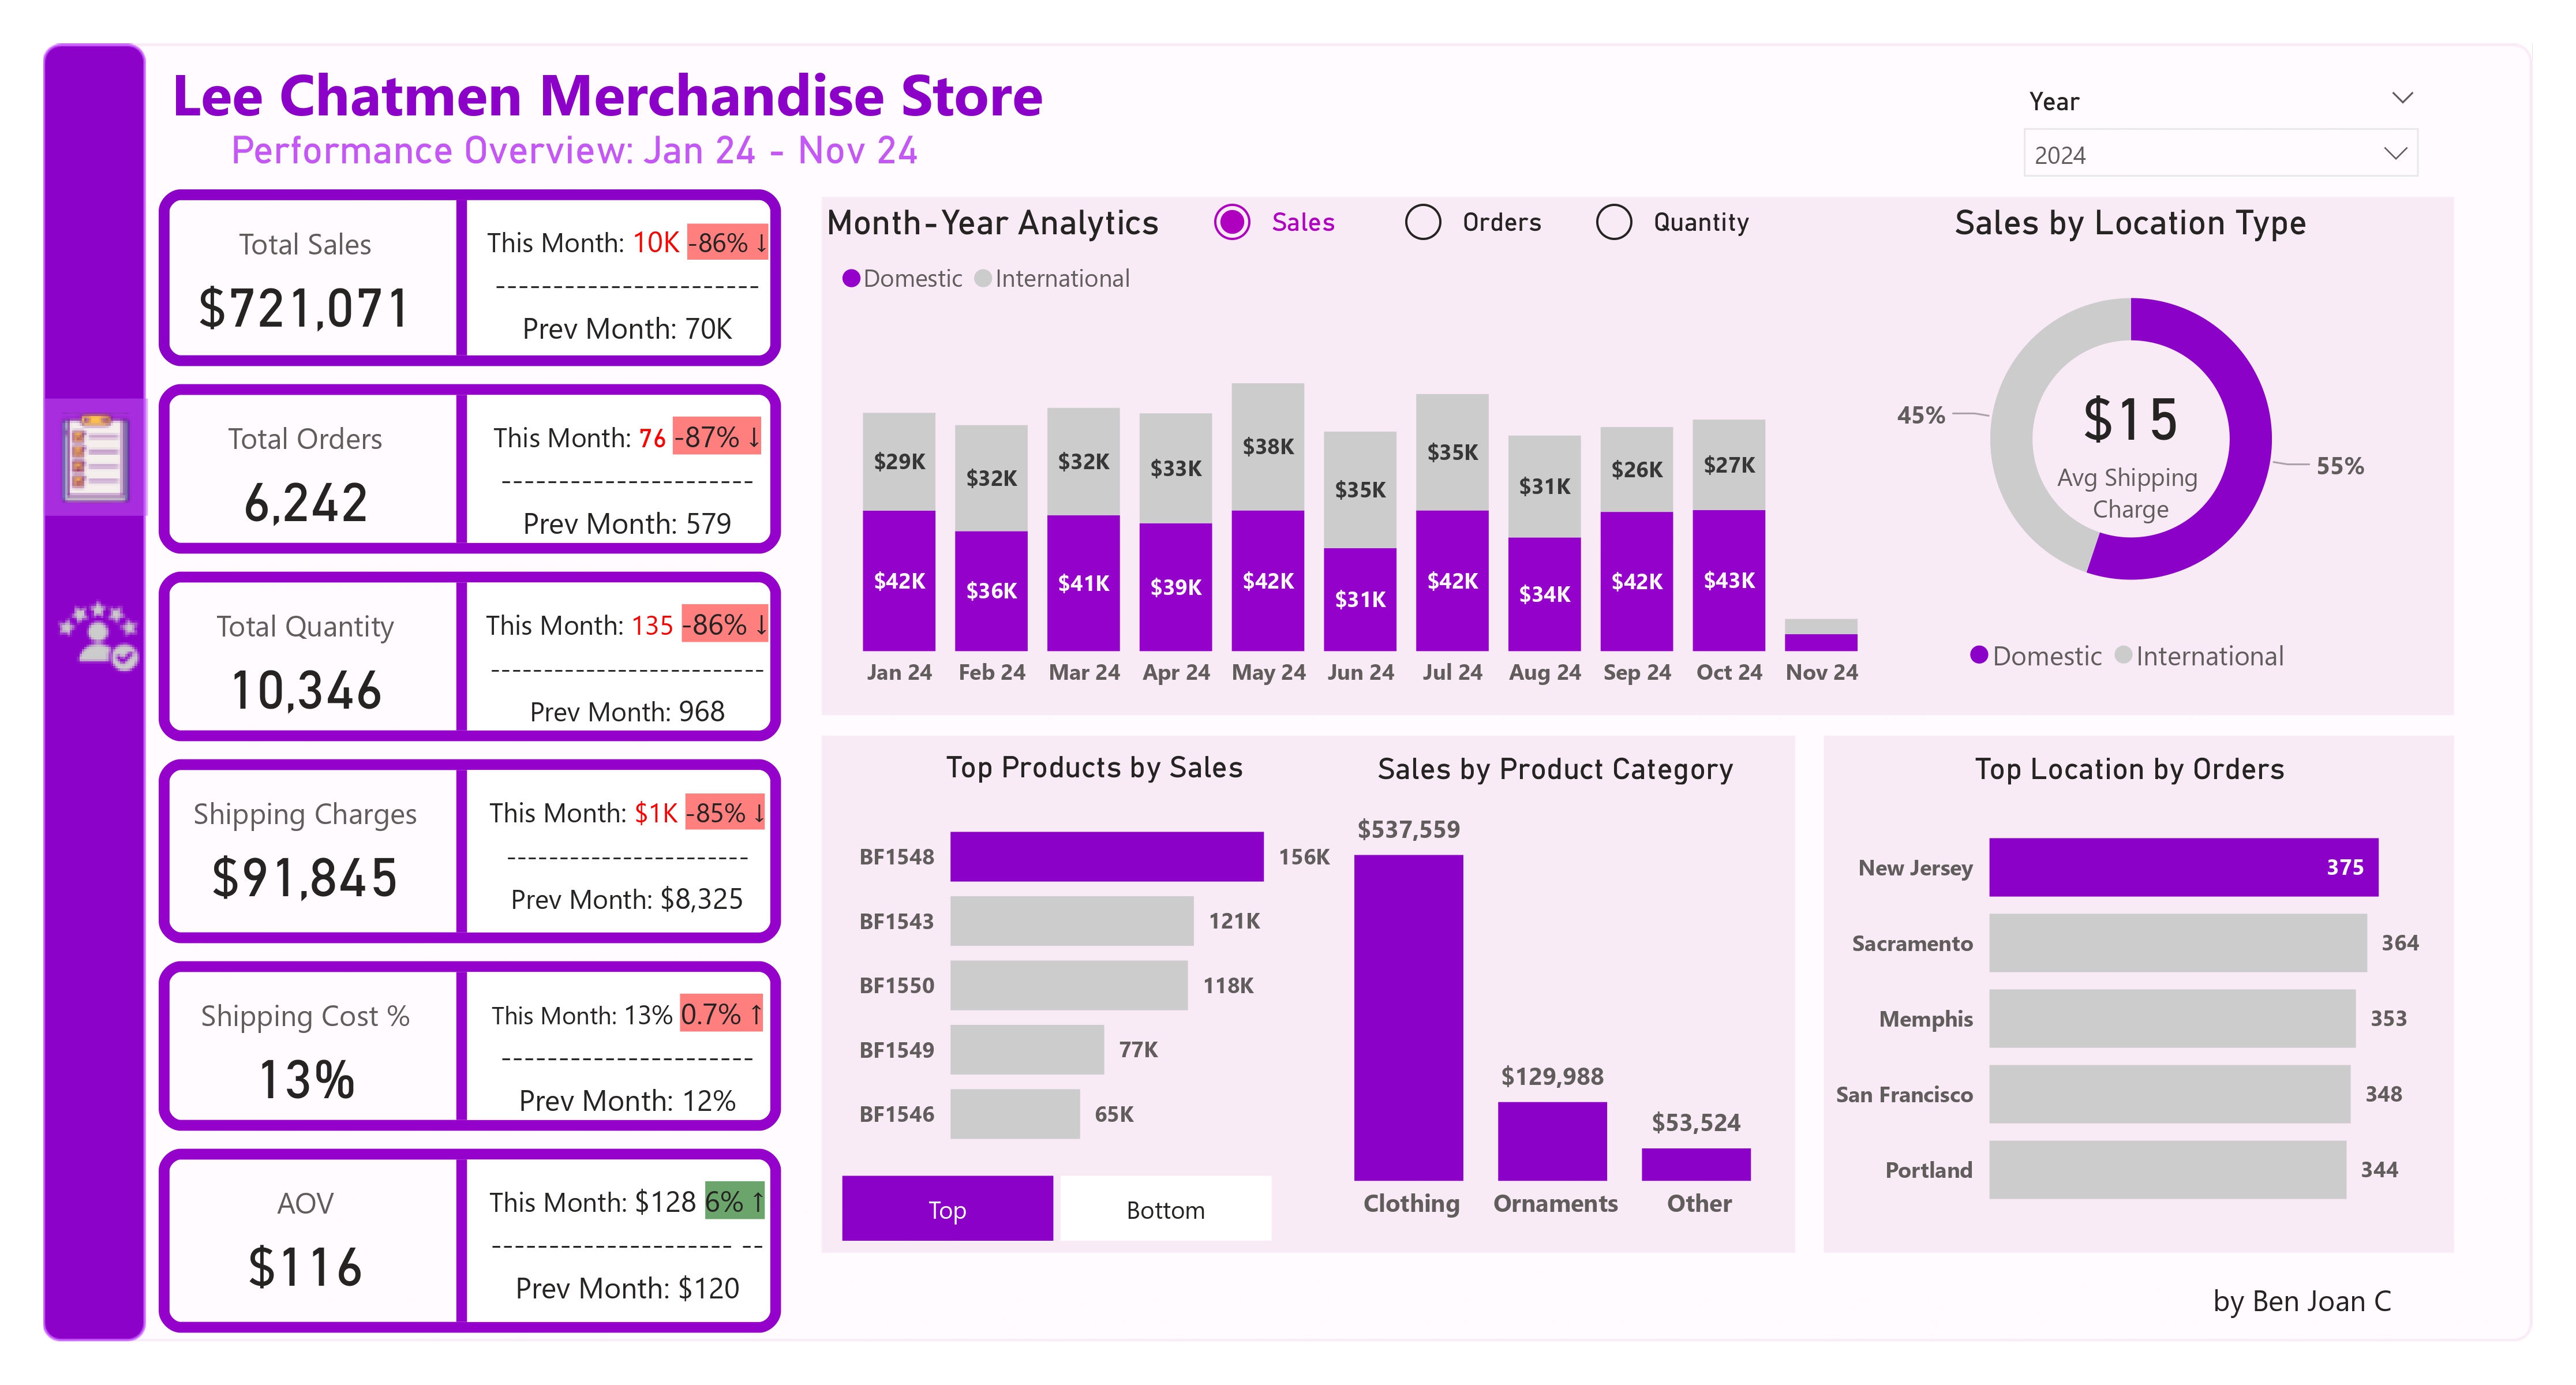 Lee Chatmen Merchandise Store
Performance Overview: Jan 24 - Nov 24
Year
2024
Total Sales
$721,071
This Month: 10K -86% ↓
------------------------
Prev Month: 70K
Total Orders
6,242
This Month: 76 -87% ↓
-----------------------
Prev Month: 579
Total Quantity
10,346
This Month: 135 -86% ↓
-------------------------
Prev Month: 968
Shipping Charges
$91,845
This Month: $1K -85% ↓
----------------------
Prev Month: $8,325
Shipping Cost %
13%
This Month: 13% 0.7% ↑
-----------------------
Prev Month: 12%
AOV
$116
This Month: $128 6% ↑
---------------------- --
Prev Month: $120
Month-Year Analytics
Sales
Orders
Quantity
Domestic International
$29K $32K $32K $33K $38K $35K $35K $31K $26K $27K
$42K $36K $41K $39K $42K $31K $42K $34K $42K $43K
Jan 24 Feb 24 Mar 24 Apr 24 May 24 Jun 24 Jul 24 Aug 24 Sep 24 Oct 24 Nov 24
Sales by Location Type
45%
$15
Avg Shipping
Charge
55%
Domestic International
Top Products by Sales
BF1548 156K
BF1543 121K
BF1550 118K
BF1549 77K
BF1546 65K
Top Bottom
Sales by Product Category
$537,559
$129,988
$53,524
Clothing Ornaments Other
Top Location by Orders
New Jersey 375
Sacramento 364
Memphis 353
San Francisco 348
Portland 344
by Ben Joan C